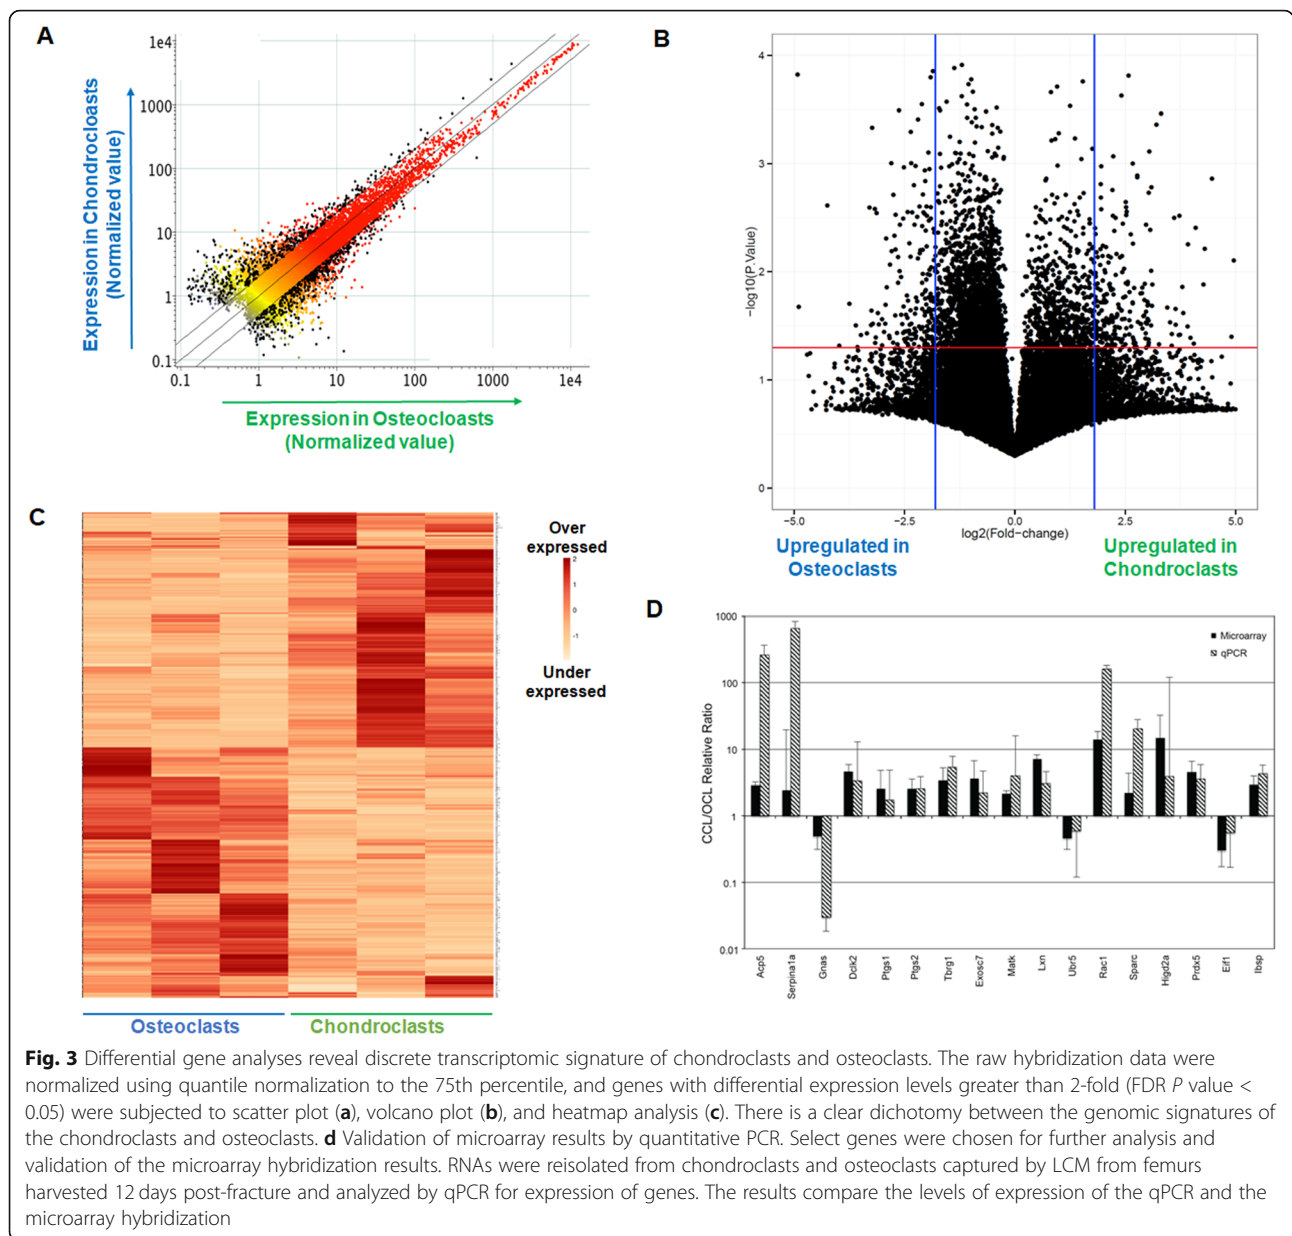 A
1e4
1000
100
10
1
0.1
0.1
1
10
100
1000
1e4
Expression in Chondrocloasts
(Normalized value)
Expression in Osteocloasts
(Normalized value)
B
4
3
2
1
0
−log10(P.Value)
−5.0
−2.5
0.0
2.5
5.0
log2(Fold−change)
Upregulated in
Osteoclasts
Upregulated in
Chondroclasts
C
Over
expressed
2
0
-1
Under
expressed
Osteoclasts
Chondroclasts
D
1000
100
10
1
0.1
0.01
CCL/OCL Relative Ratio
Microarray
qPCR
Acp5
Serpina1a
Gnas
Dclk2
Ptgs1
Ptgs2
Tbrg1
Exosc7
Matk
Lxn
Ubr5
Rac1
Sparc
Higd2a
Prdx5
Eif1
Ibsp
Fig. 3 Differential gene analyses reveal discrete transcriptomic signature of chondroclasts and osteoclasts. The raw hybridization data were
normalized using quantile normalization to the 75th percentile, and genes with differential expression levels greater than 2-fold (FDR P value <
0.05) were subjected to scatter plot (a), volcano plot (b), and heatmap analysis (c). There is a clear dichotomy between the genomic signatures of
the chondroclasts and osteoclasts. d Validation of microarray results by quantitative PCR. Select genes were chosen for further analysis and
validation of the microarray hybridization results. RNAs were reisolated from chondroclasts and osteoclasts captured by LCM from femurs
harvested 12 days post-fracture and analyzed by qPCR for expression of genes. The results compare the levels of expression of the qPCR and the
microarray hybridization